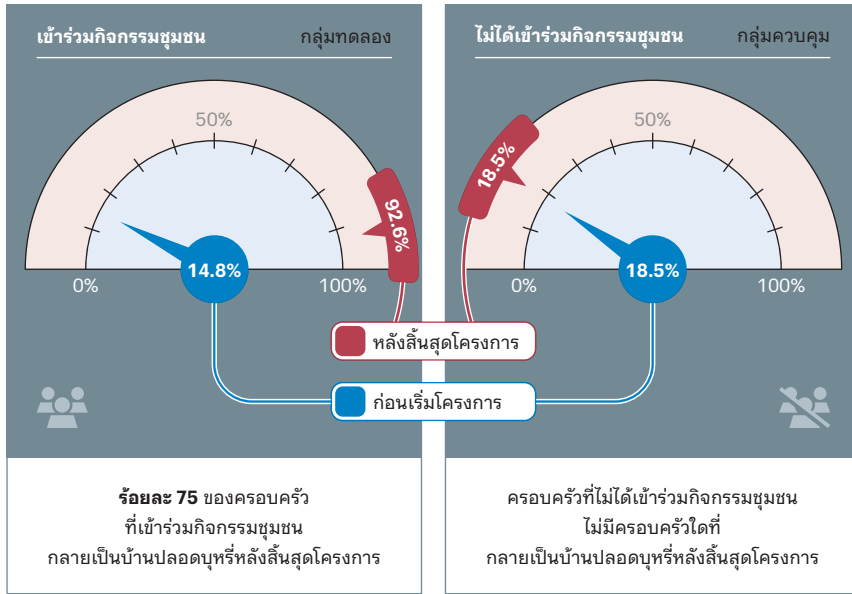 เข้าร่วมกิจกรรมชุมชน กลุ่มทดลอง
50%
92.6%
14.8%
0% 100%
ไม่ได้เข้าร่วมกิจกรรมชุมชน กลุ่มควบคุม
50%
18.5%
18.5%
0% 100%
หลังสิ้นสุดโครงการ
ก่อนเริ่มโครงการ
ร้อยละ 75 ของครอบครัว
ที่เข้าร่วมกิจกรรมชุมชน
กลายเป็นบ้านปลอดบุหรี่หลังสิ้นสุดโครงการ
ครอบครัวที่ไม่ได้เข้าร่วมกิจกรรมชุมชน
ไม่มีครอบครัวใดที่
กลายเป็นบ้านปลอดบุหรี่หลังสิ้นสุดโครงการ